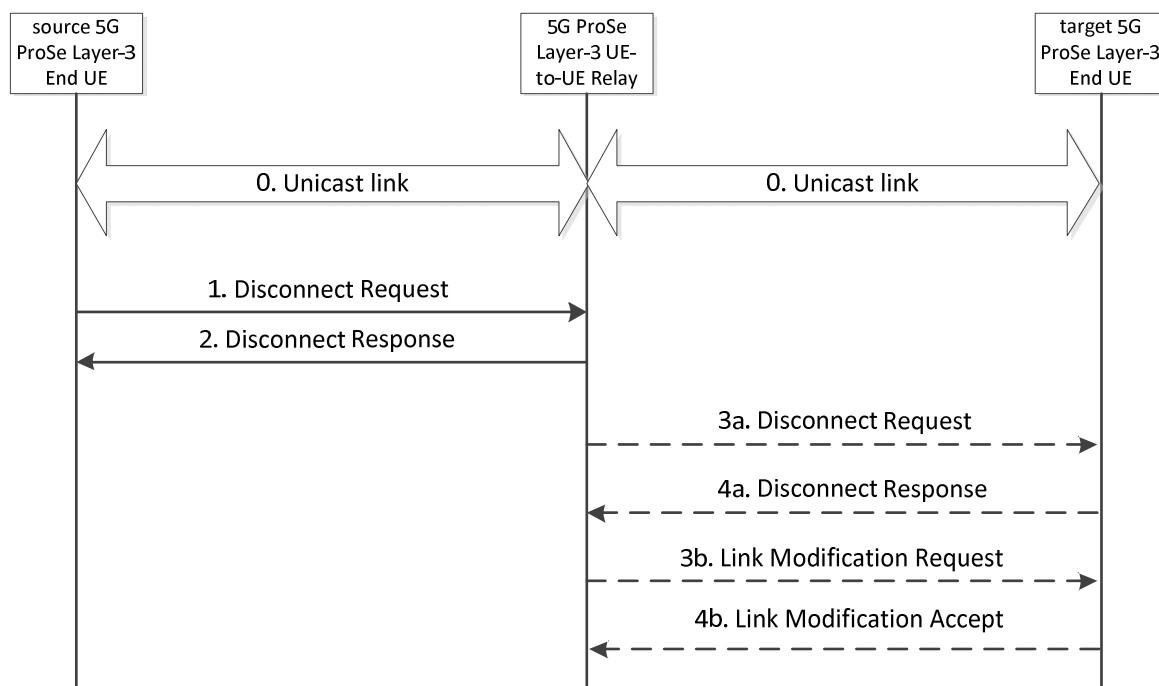 source 5G
ProSe Layer-3
End UE
5G ProSe
Layer-3 UE-
to-UE Relay
target 5G
ProSe Layer-3
End UE
0. Unicast link
0. Unicast link
1. Disconnect Request
2. Disconnect Response
3a. Disconnect Request
4a. Disconnect Response
3b. Link Modification Request
4b. Link Modification Accept